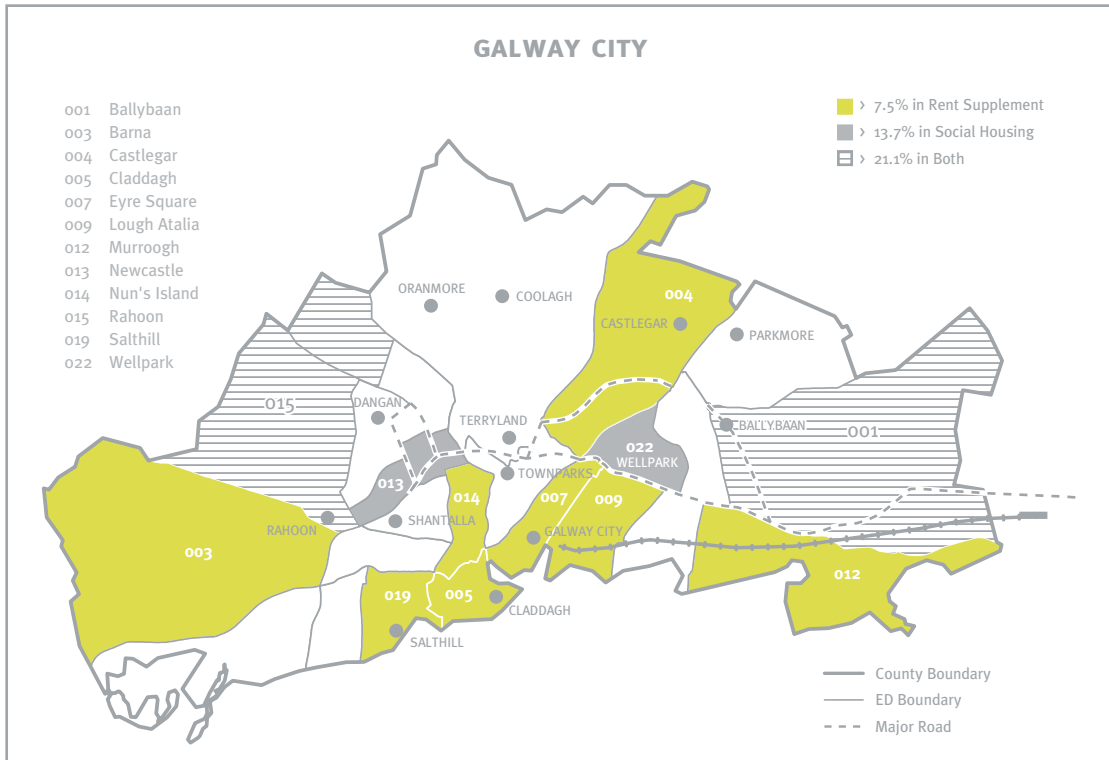 GALWAY CITY
001 Ballybaan
003 Barna
004 Castlegar
005 Claddagh
007 Eyre Square
009 Lough Atalia
012 Murroogh
013 Newcastle
014 Nun's Island
015 Rahoon
019 Salthill
022 Wellpark
> 7.5% in Rent Supplement
> 13.7% in Social Housing
> 21.1% in Both
004
ORANMORE
COOLAGH
CASTLEGAR
PARKMORE
015
DANGAN
TERRYLAND
BALLYBAAN
001
022
WELLPARK
013
TOWNPARKS
014
007
009
RAHOON
SHANTALLA
GALWAY CITY
003
012
019
005
CLADDAGH
SALTHILL
County Boundary
ED Boundary
Major Road